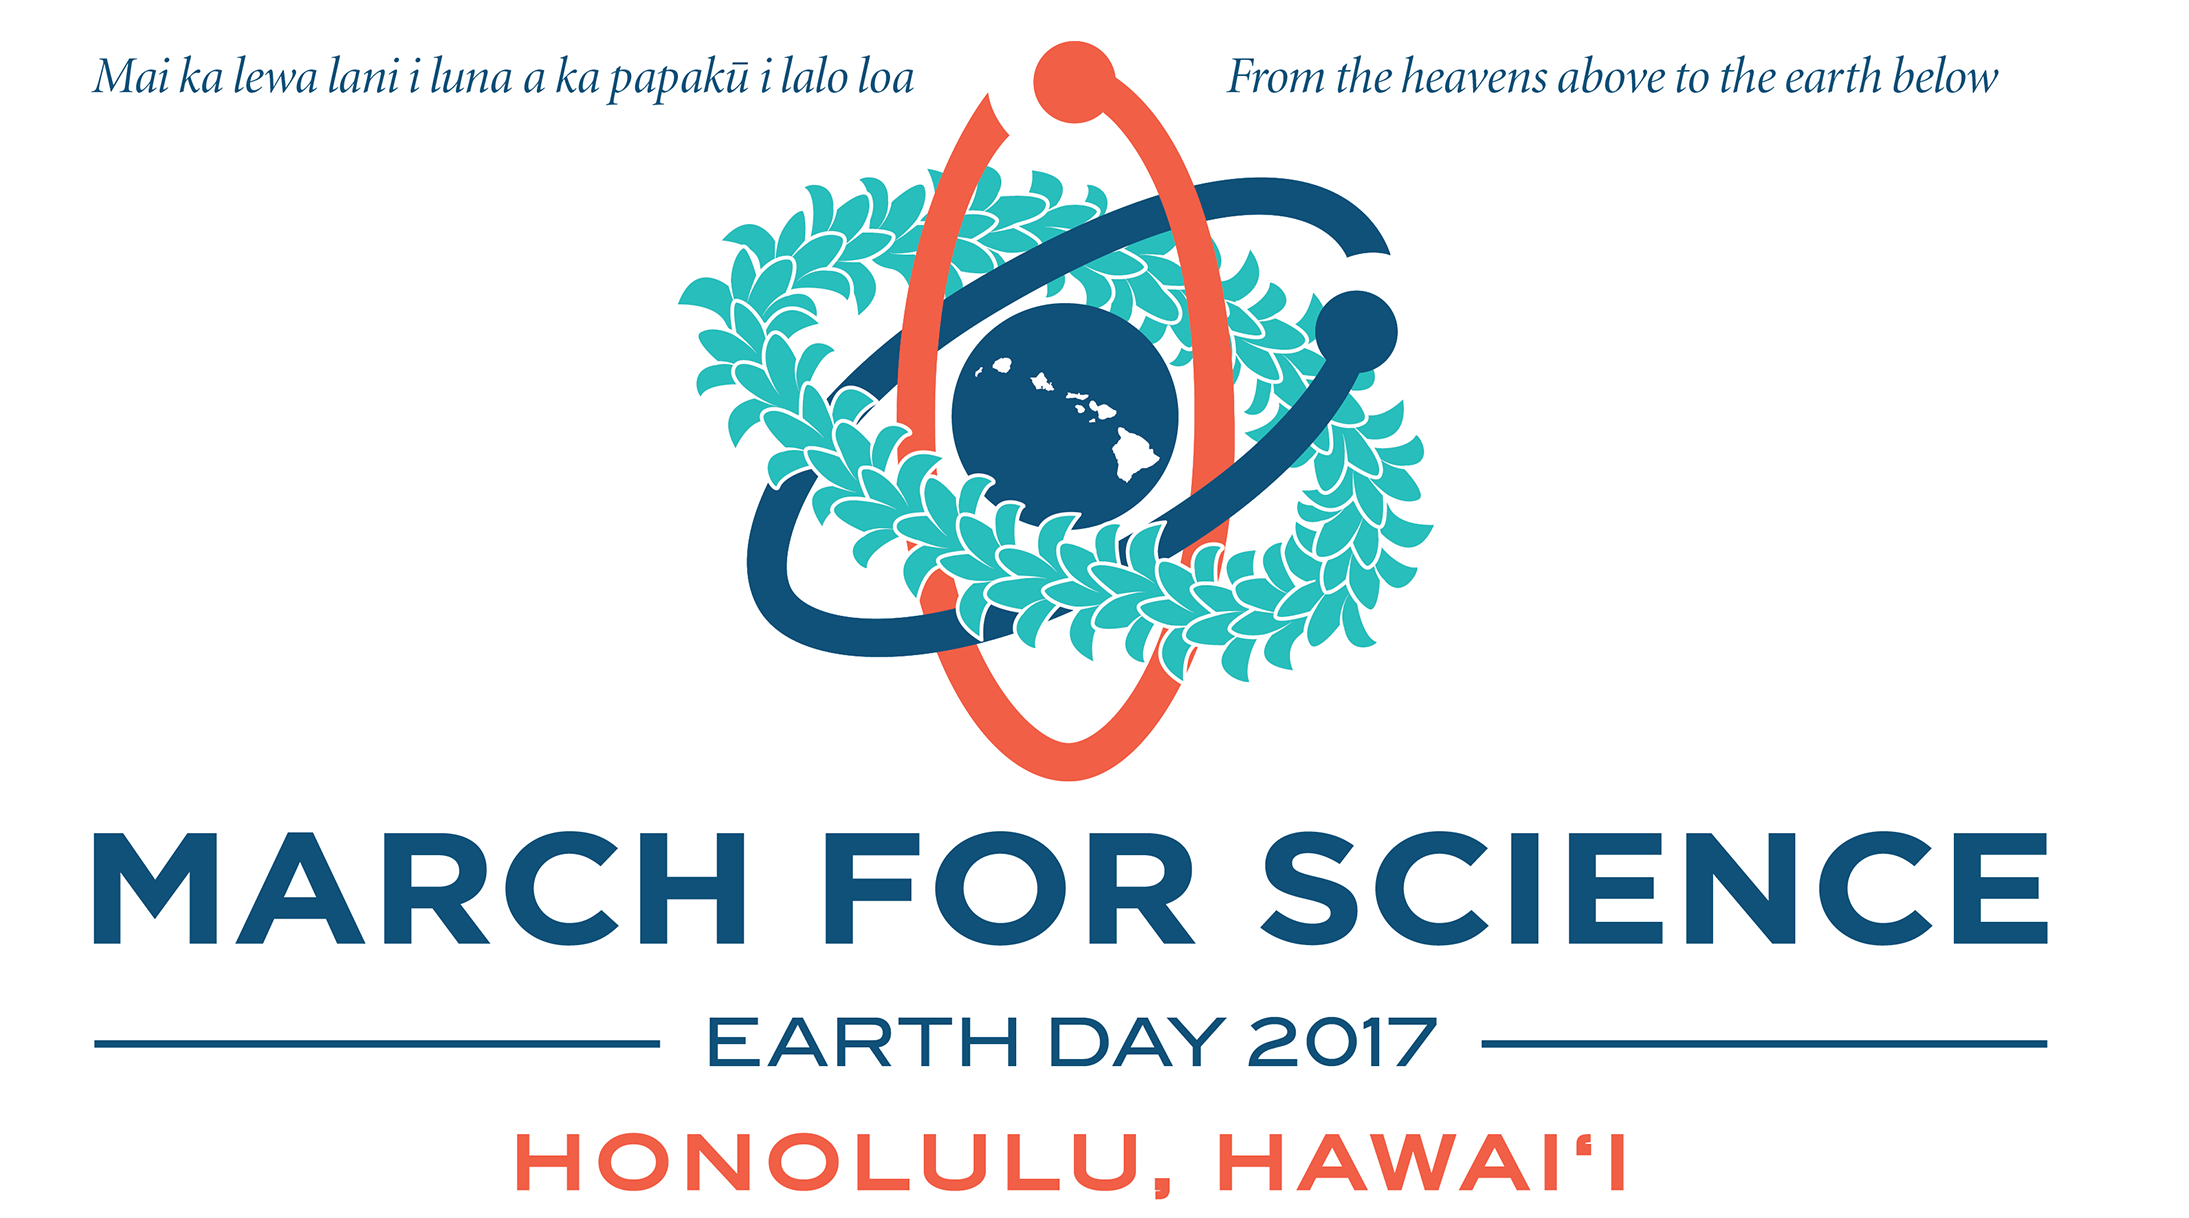 Mai ka lewa lani i luna a ka papakū i lalo loa
From the heavens above to the earth below
MARCH FOR SCIENCE
EARTH DAY 2017
HONOLULU, HAWAIʻI